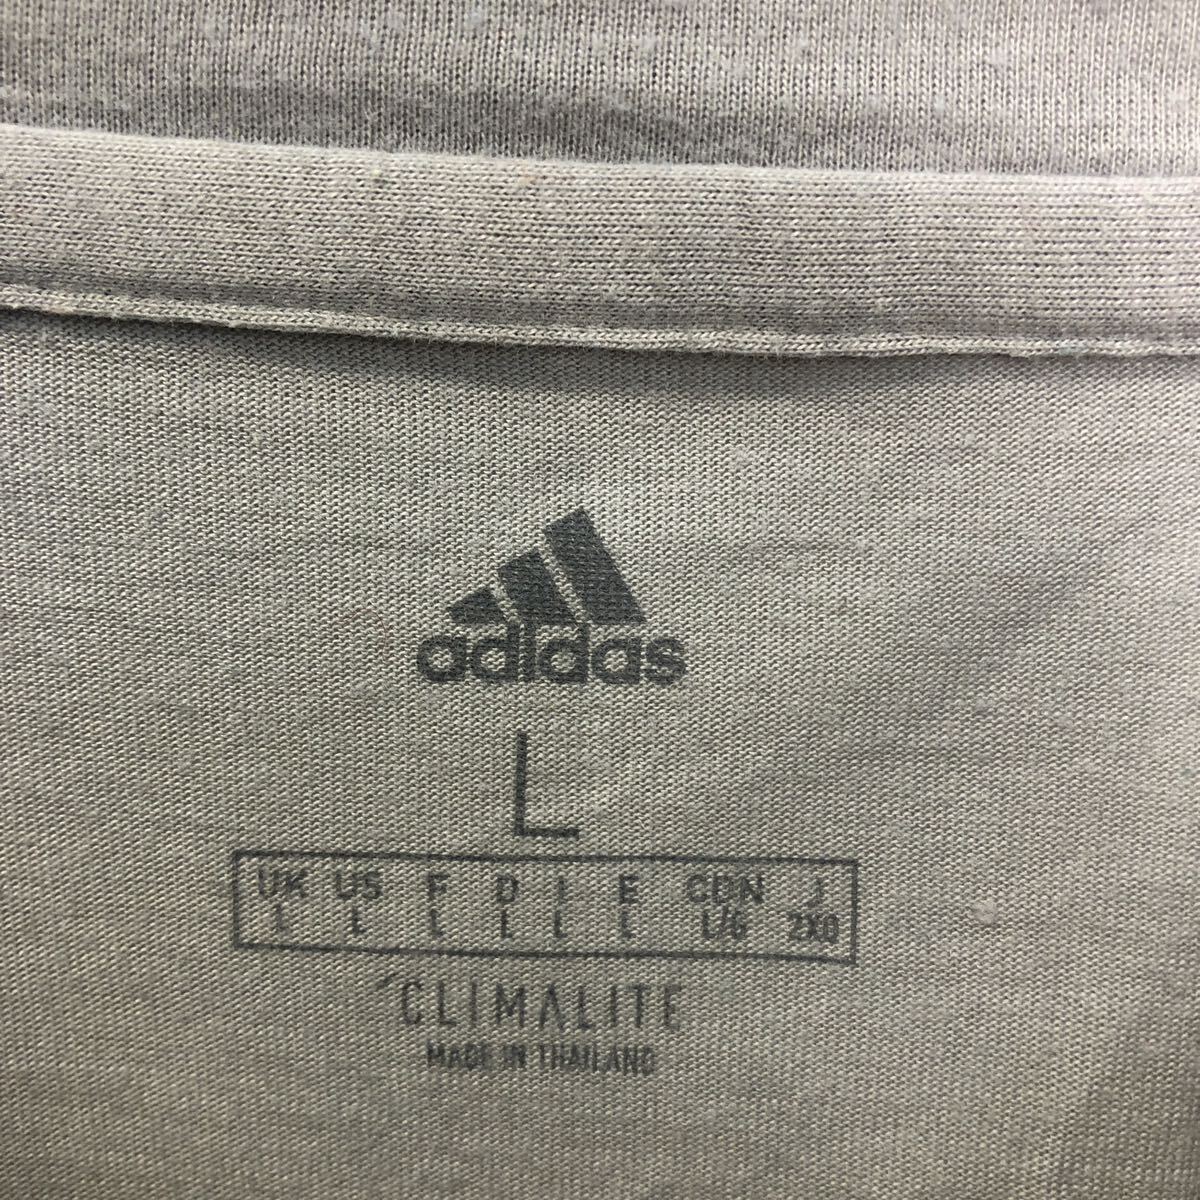 adidas
L
UK US F D I E CDN J
L L L L L L L/G 2XO
CLIMALITE
MADE IN THAILAND